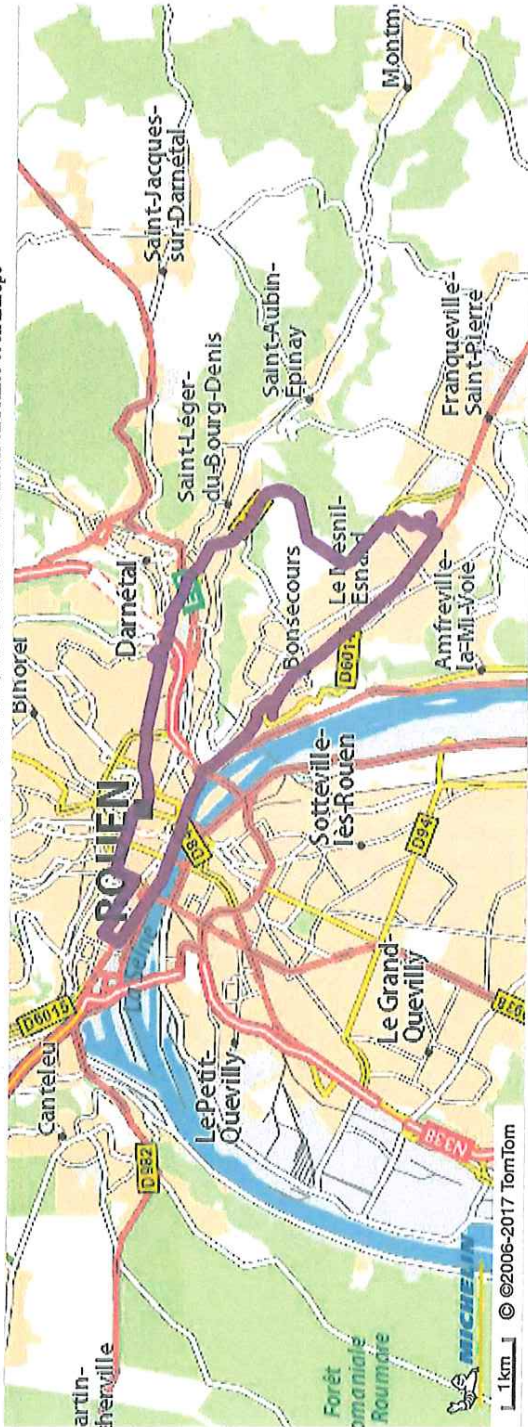 Bihorel
Canteleu
D6015
artin-
cherville
D 982
ROUEN
Darnétal
Saint-Jacques-
sur-Darnétal
Saint-Léger-
du-Bourg-Denis
La Seine
Le Petit-
Quevilly
Bonsecours
Saint-Aubin-
Epinay
Montm
Forêt
omaniale
Roumare
Sotteville-
lès-Rouen
Le Mesnil-
Esnard
Le Grand-
Quevilly
D94
Amfreville-
la-Mi-Voie
Franqueville-
Saint-Pierre
N338
MICHELIN
1km
© ©2006-2017 TomTom